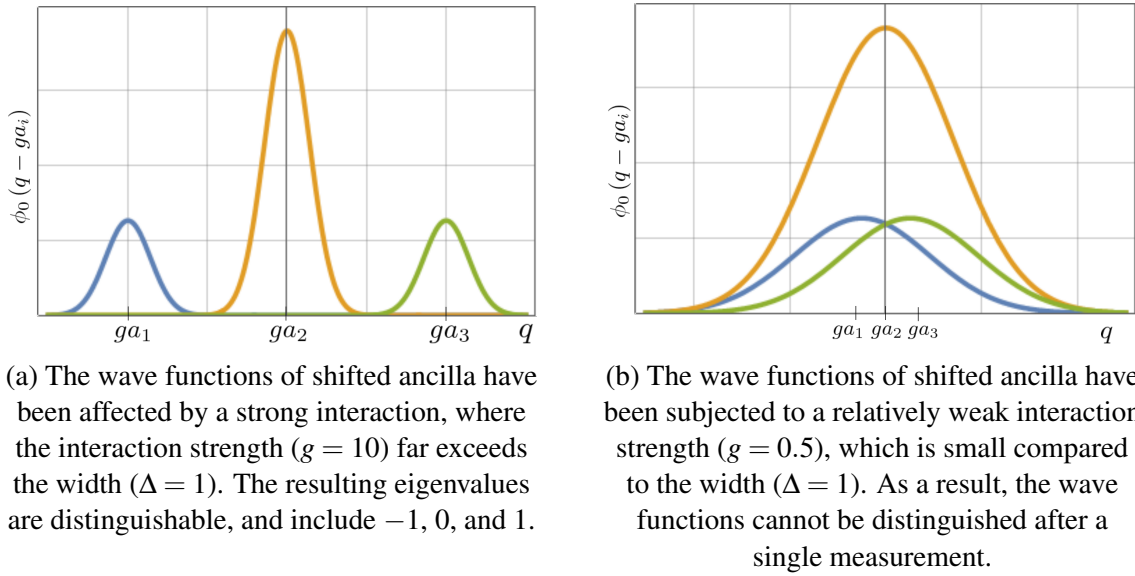 ϕ₀ (q − gaᵢ)
ga₁ ga₂ ga₃ q
(a) The wave functions of shifted ancilla have
been affected by a strong interaction, where
the interaction strength (g = 10) far exceeds
the width (Δ = 1). The resulting eigenvalues
are distinguishable, and include −1, 0, and 1.
ϕ₀ (q − gaᵢ)
ga₁ ga₂ ga₃ q
(b) The wave functions of shifted ancilla have
been subjected to a relatively weak interaction
strength (g = 0.5), which is small compared
to the width (Δ = 1). As a result, the wave
functions cannot be distinguished after a
single measurement.